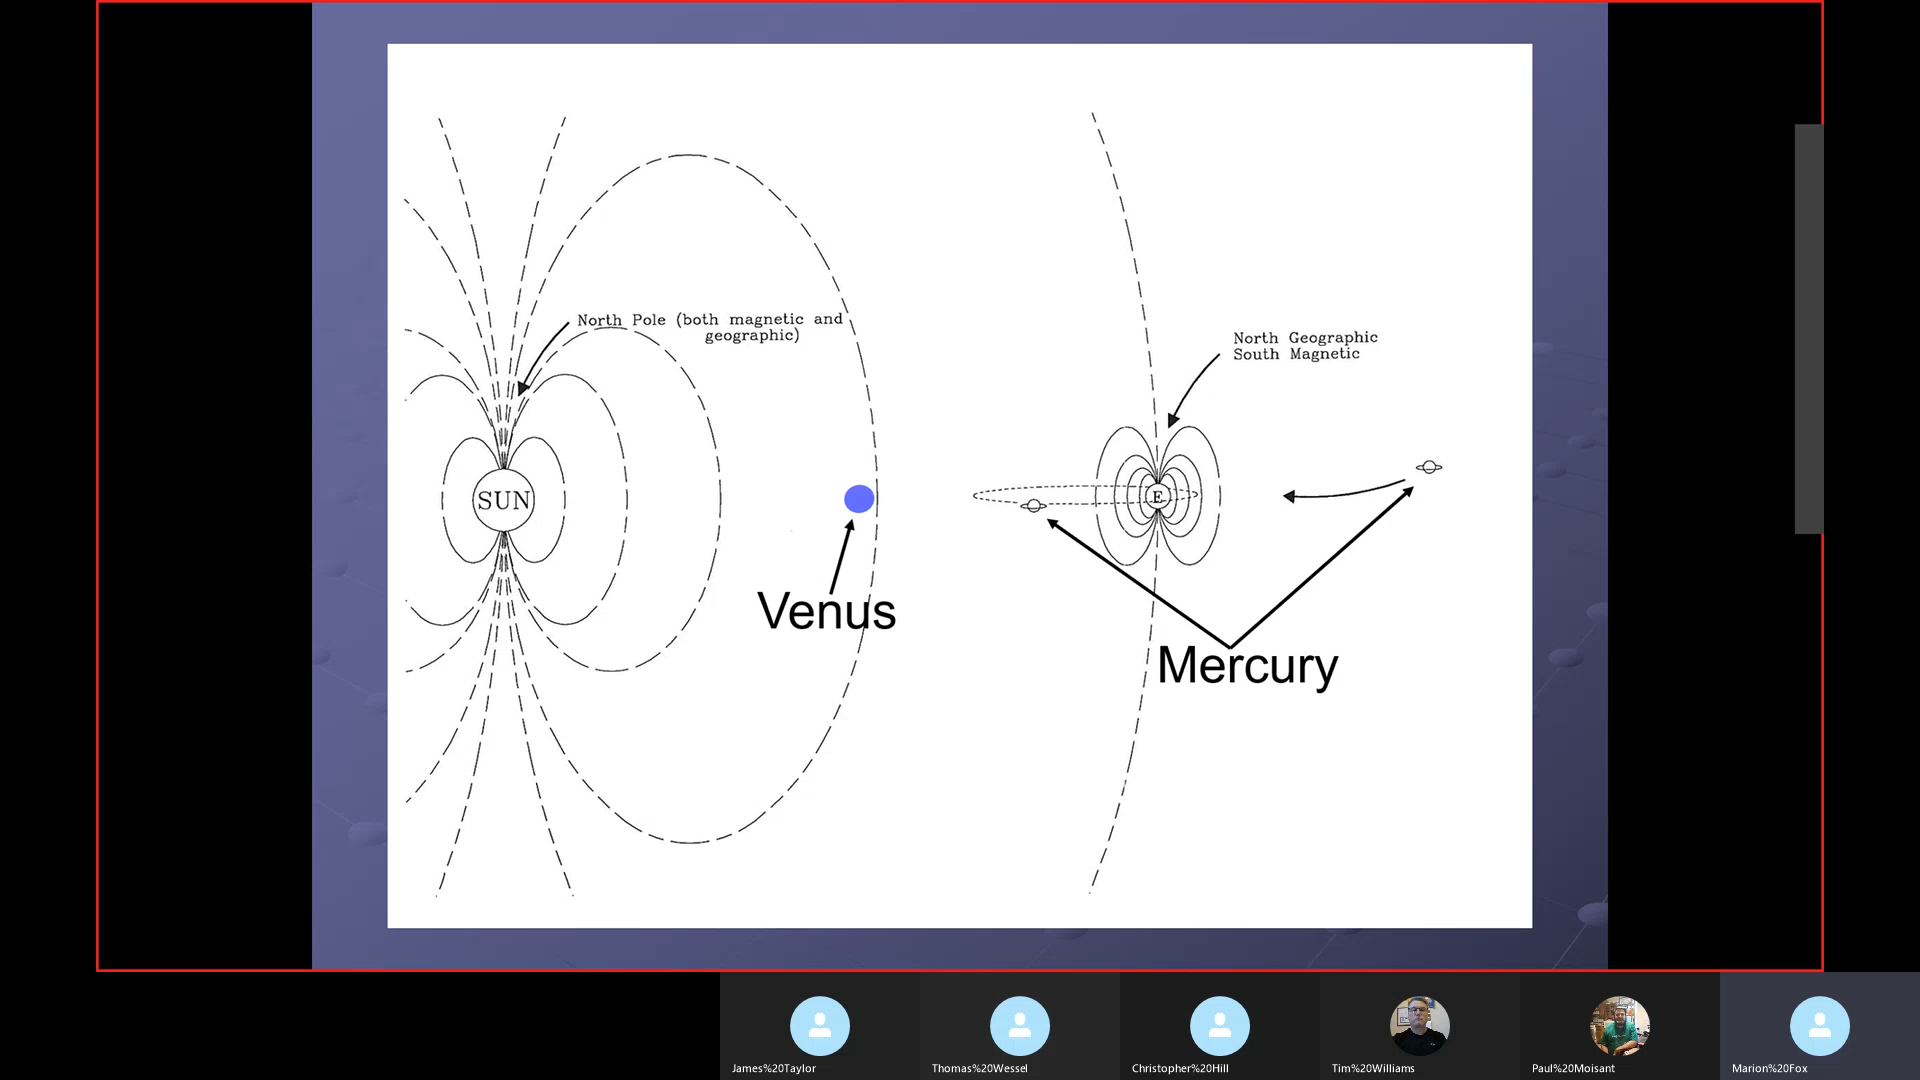 North Pole (both magnetic and
geographic)
North Geographic
South Magnetic
SUN
E
Venus
Mercury
James%20Taylor
Thomas%20Wessel
Christopher%20Hill
Tim%20Williams
Paul%20Moisant
Marion%20Fox